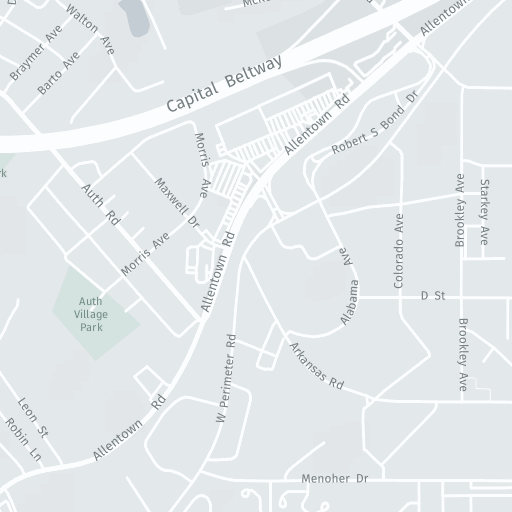 Walton Ave
Allentown
Braymer Ave
Barto Ave
Capital Beltway
Allentown Rd
Robert S Bond Dr
Morris Ave
Maxwell Dr
Auth Rd
Brookley Ave
Starkey Ave
Colorado Ave
Morris Ave
Allentown Rd
Alabama Ave
D St
Auth
Village
Park
W Perimeter Rd
Arkansas Rd
Brookley Ave
Leon St
Robin Ln
Allentown Rd
Menoher Dr